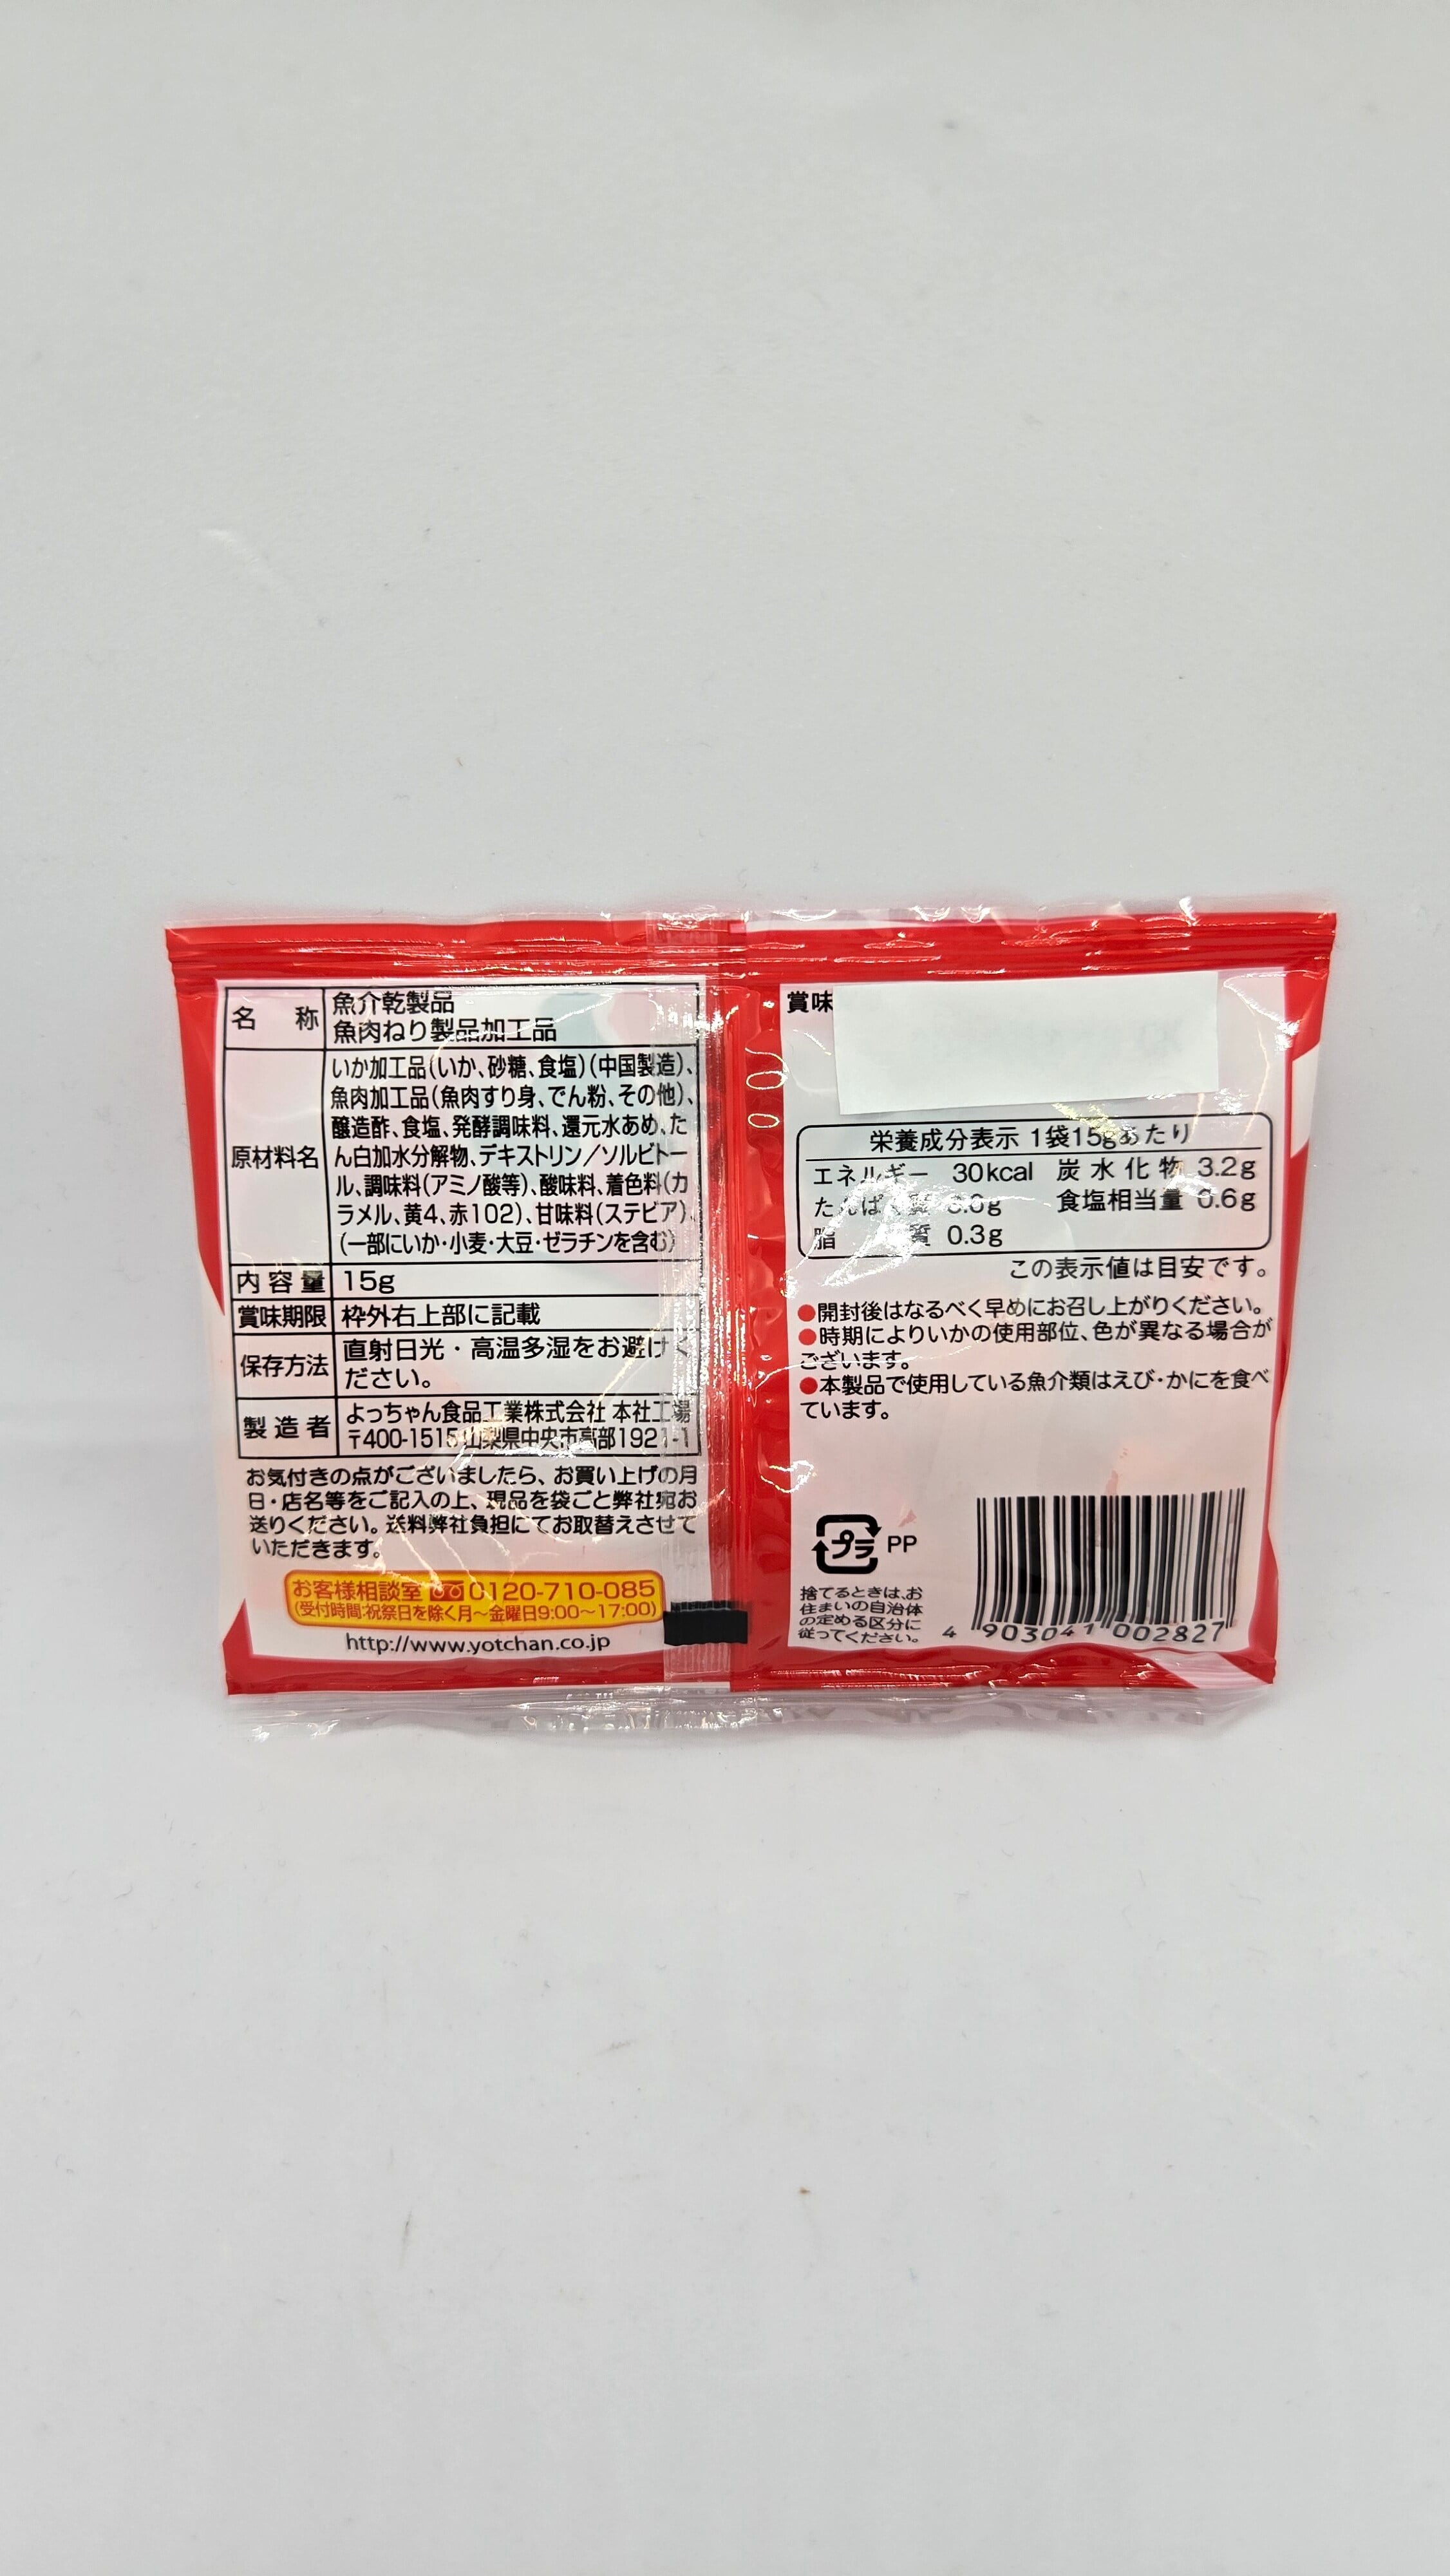 名 称 魚介乾製品
魚肉ねり製品加工品
原材料名
いか加工品(いか、砂糖、食塩)(中国製造)、
魚肉加工品(魚肉すり身、でん粉、その他)、
醸造酢、食塩、発酵調味料、還元水あめ、た
ん白加水分解物、デキストリン／ソルビトー
ル、調味料(アミノ酸等)、酸味料、着色料(カ
ラメル、黄4、赤102)、甘味料(ステビア)、
(一部にいか・小麦・大豆・ゼラチンを含む)
内容量 15g
賞味期限 枠外右上部に記載
保存方法 直射日光・高温多湿をお避けく
ださい。
製造者 よっちゃん食品工業株式会社 本社工場
〒400-1515 山梨県中央市高部1921-1
お気付きの点がございましたら、お買い上げの月
日・店名等をご記入の上、現品を袋ごと弊社宛お
送りください。送料弊社負担にてお取替えさせて
いただきます。
お客様相談室 0120-710-085
(受付時間:祝祭日を除く月〜金曜日9:00〜17:00)
http://www.yotchan.co.jp
賞味
栄養成分表示 1袋15gあたり
エネルギー 30kcal 炭水化物 3.2g
たんぱく質 食塩相当量 0.6g
脂質 0.3g
この表示値は目安です。
●開封後はなるべく早めにお召し上がりください。
●時期によりいかの使用部位、色が異なる場合が
ございます。
●本製品で使用している魚介類はえび・かにを食べ
ています。
プラ PP
捨てるときは、お
住まいの自治体
の定める区分に
従ってください。
4 903041 002827